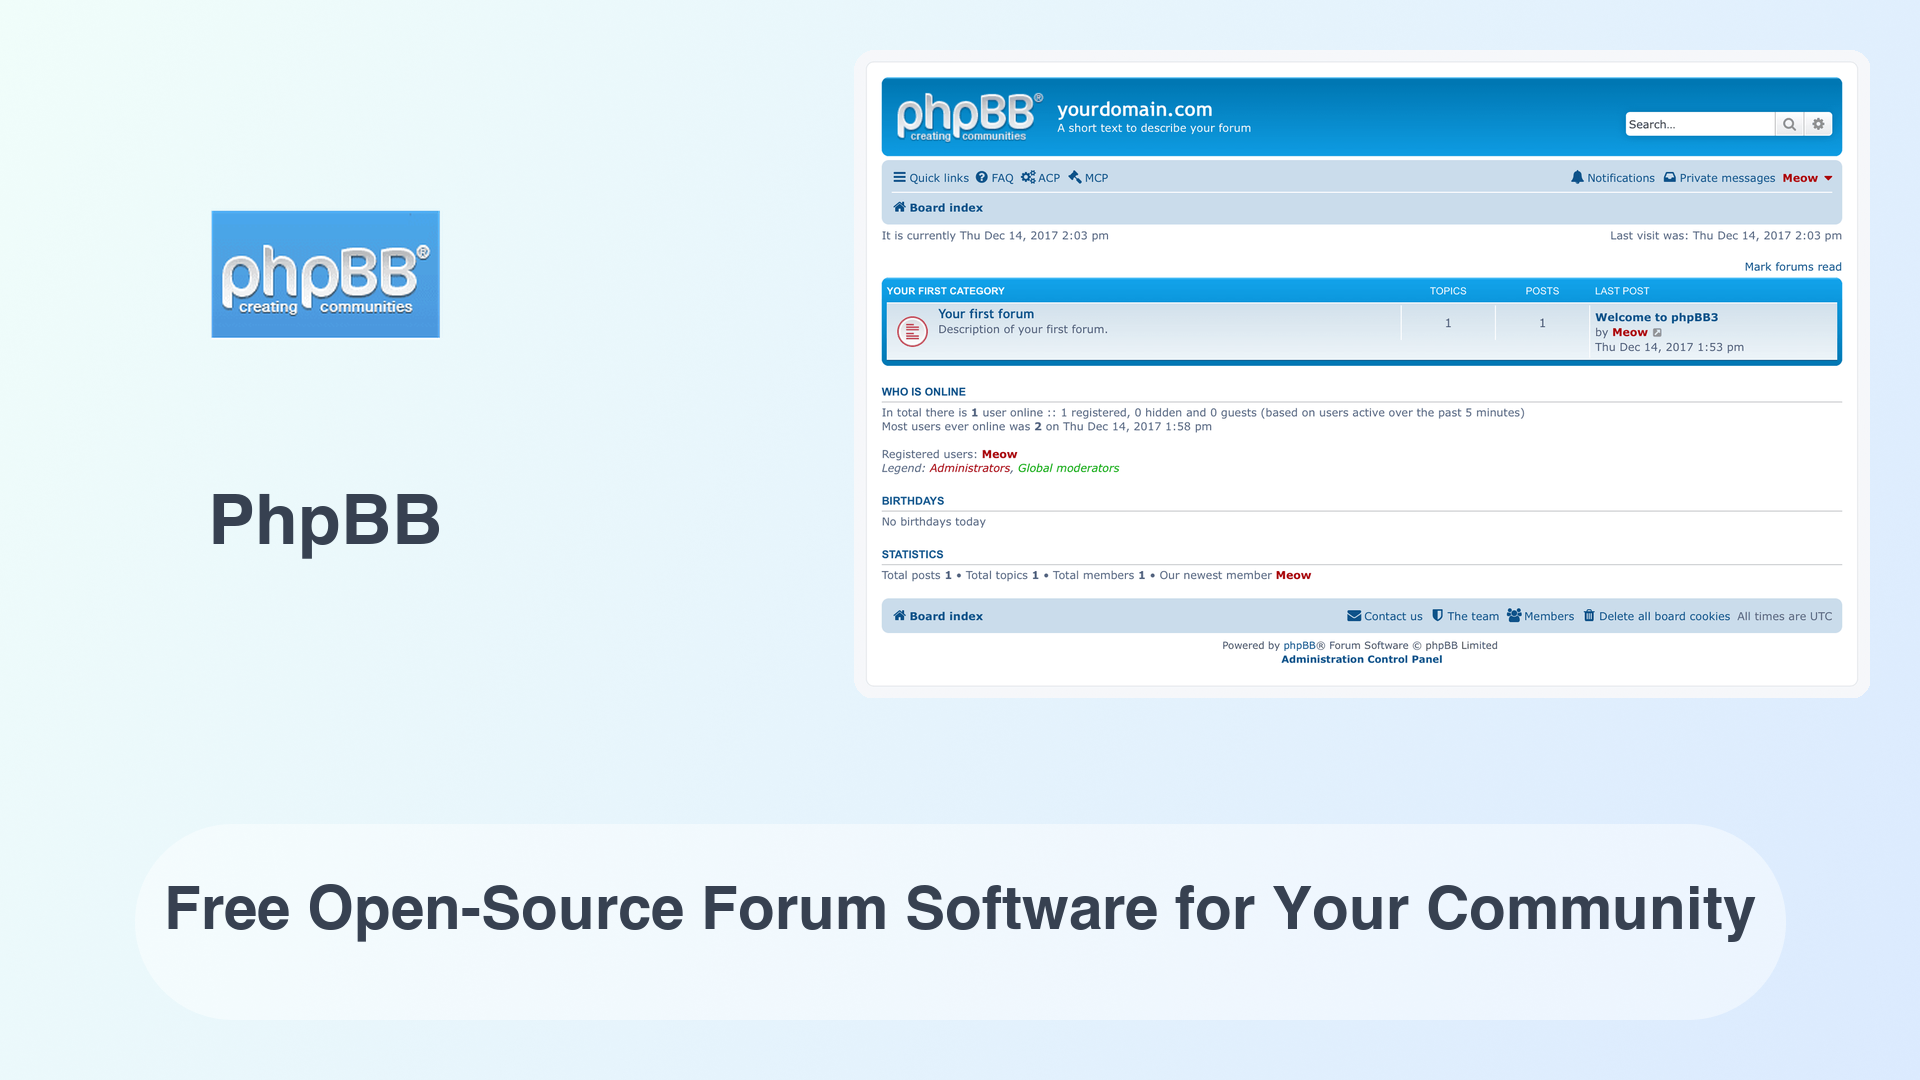 phpBB®
creating communities
PhpBB
phpBB®
creating communities
yourdomain.com
A short text to describe your forum
Search…
Quick links FAQ ACP MCP
Notifications Private messages Meow
Board index
It is currently Thu Dec 14, 2017 2:03 pm
Last visit was: Thu Dec 14, 2017 2:03 pm
Mark forums read
YOUR FIRST CATEGORY TOPICS POSTS LAST POST
Your first forum
Description of your first forum.
1 1
Welcome to phpBB3
by Meow
Thu Dec 14, 2017 1:53 pm
WHO IS ONLINE
In total there is 1 user online :: 1 registered, 0 hidden and 0 guests (based on users active over the past 5 minutes)
Most users ever online was 2 on Thu Dec 14, 2017 1:58 pm
Registered users: Meow
Legend: Administrators, Global moderators
BIRTHDAYS
No birthdays today
STATISTICS
Total posts 1 • Total topics 1 • Total members 1 • Our newest member Meow
Board index
Contact us The team Members Delete all board cookies All times are UTC
Powered by phpBB® Forum Software © phpBB Limited
Administration Control Panel
Free Open-Source Forum Software for Your Community